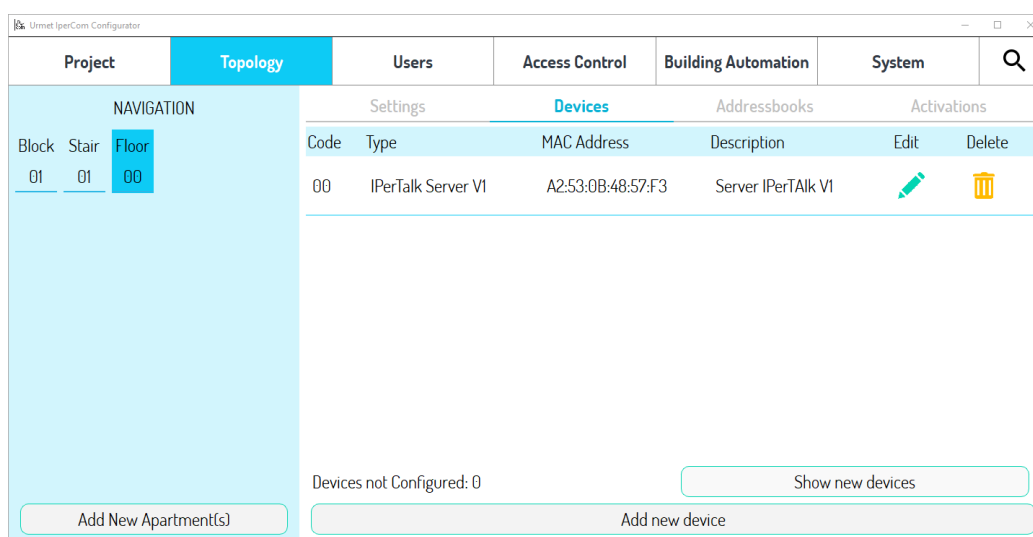 Urmet IperCom Configurator
Project Topology Users Access Control Building Automation System
NAVIGATION
Settings Devices Addressbooks Activations
Block Stair Floor
01 01 00
Code Type MAC Address Description Edit Delete
00 IPerTalk Server V1 A2:53:0B:48:57:F3 Server IPerTAlk V1
Devices not Configured: 0
Show new devices
Add New Apartment(s)
Add new device